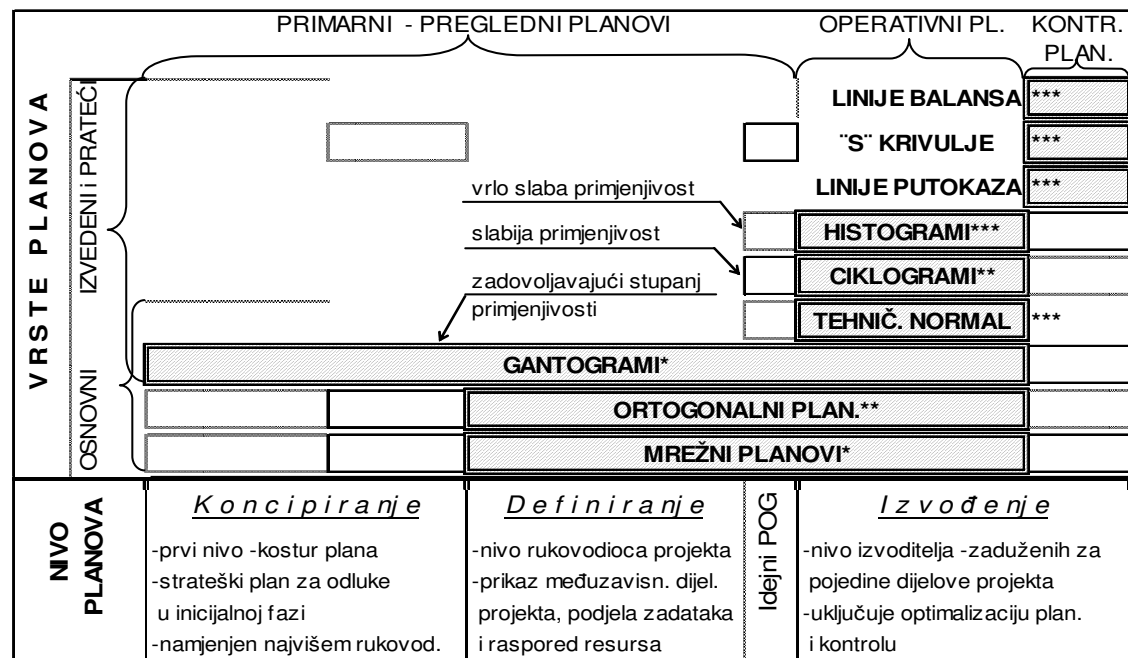 PRIMARNI - PREGLEDNI PLANOVI
OPERATIVNI PL.
KONTR.
PLAN.
VRSTE PLANOVA
IZVEDENI i PRATEĆI
OSNOVNI
LINIJE BALANSA ***
¨S¨ KRIVULJE ***
LINIJE PUTOKAZA ***
vrlo slaba primjenjivost
HISTOGRAMI***
slabija primjenjivost
CIKLOGRAMI**
zadovoljavajući stupanj
primjenjivosti
TEHNIČ. NORMAL ***
GANTOGRAMI*
ORTOGONALNI PLAN.**
MREŽNI PLANOVI*
NIVO
PLANOVA
Koncipiranje
-prvi nivo -kostur plana
-strateški plan za odluke
u inicijalnoj fazi
-namjenjen najvišem rukovod.
Definiranje
-nivo rukovodioca projekta
-prikaz međuzavisn. dijel.
projekta, podjela zadataka
i raspored resursa
Idejni POG
Izvođenje
-nivo izvoditelja -zaduženih za
pojedine dijelove projekta
-uključuje optimalizaciju plan.
i kontrolu